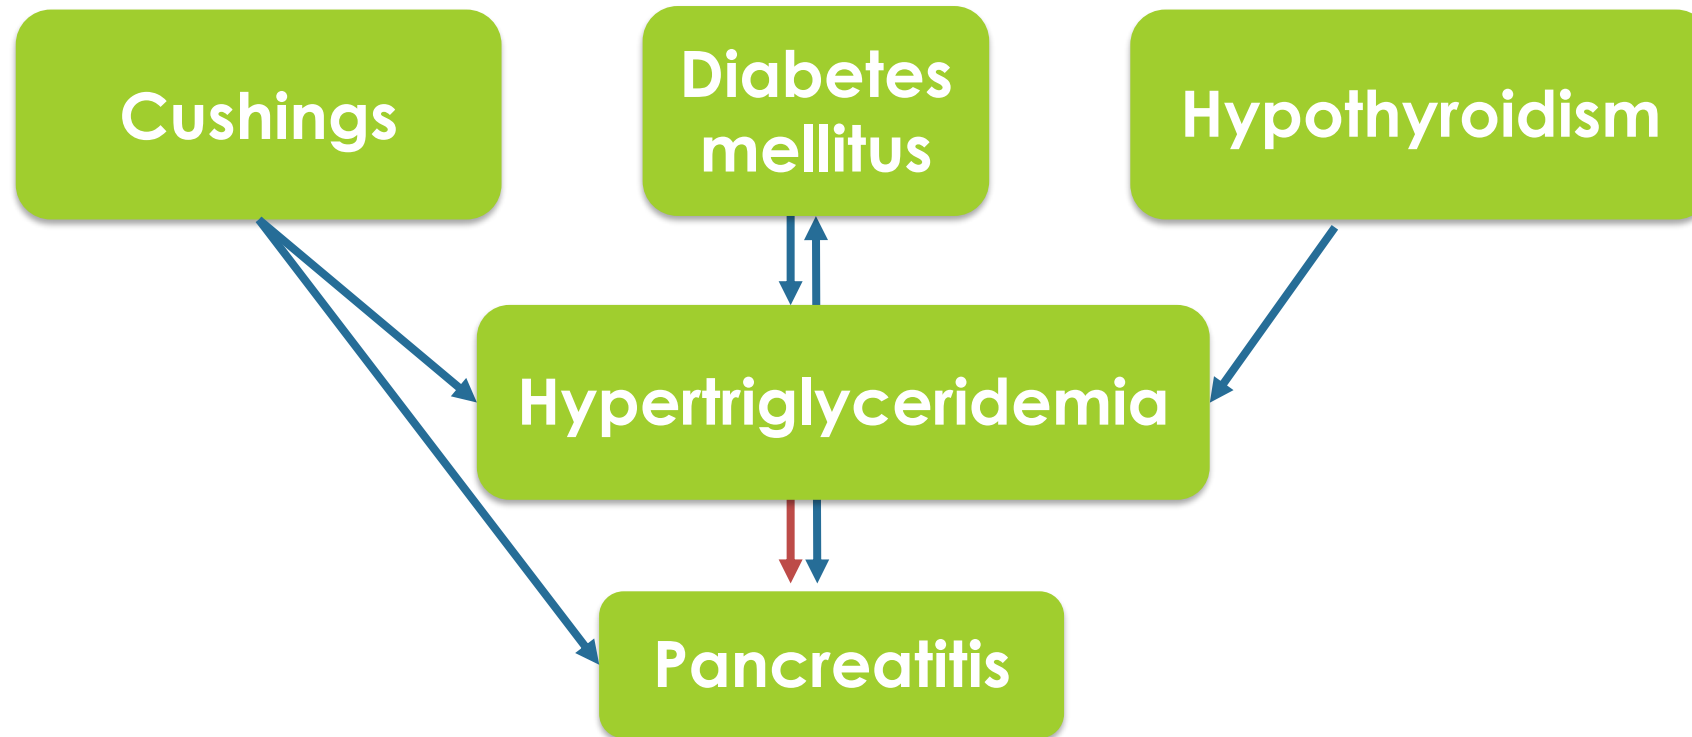 Cushings
Diabetes
mellitus
Hypothyroidism
Hypertriglyceridemia
Pancreatitis